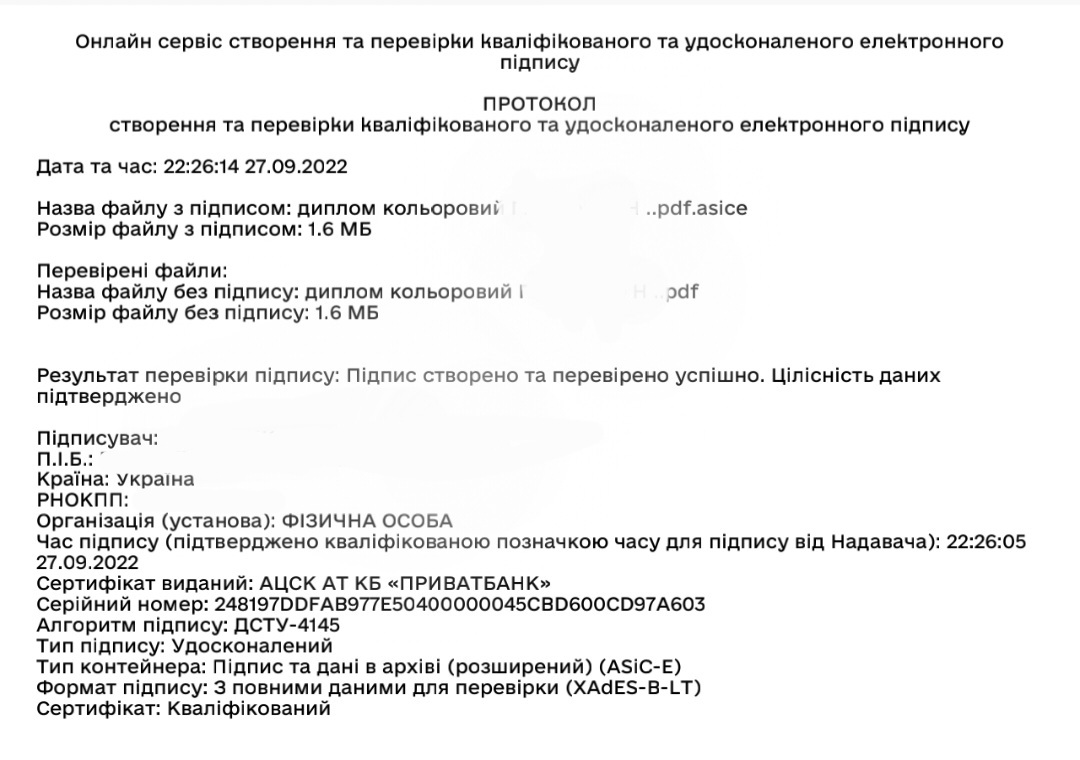 Онлайн сервіс створення та перевірки кваліфікованого та удосконаленого електронного
підпису
ПРОТОКОЛ
створення та перевірки кваліфікованого та удосконаленого електронного підпису
Дата та час: 22:26:14 27.09.2022
Назва файлу з підписом: диплом кольоровий Н ..pdf.asice
Розмір файлу з підписом: 1.6 МБ
Перевірені файли:
Назва файлу без підпису: диплом кольоровий Н ..pdf
Розмір файлу без підпису: 1.6 МБ
Результат перевірки підпису: Підпис створено та перевірено успішно. Цілісність даних
підтверджено
Підписувач:
П.І.Б.:
Країна: Україна
РНОКПП:
Організація (установа): ФІЗИЧНА ОСОБА
Час підпису (підтверджено кваліфікованою позначкою часу для підпису від Надавача): 22:26:05
27.09.2022
Сертифікат виданий: АЦСК АТ КБ «ПРИВАТБАНК»
Серійний номер: 248197DDFAB977E50400000045CBD600CD97A603
Алгоритм підпису: ДСТУ-4145
Тип підпису: Удосконалений
Тип контейнера: Підпис та дані в архіві (розширений) (ASiC-E)
Формат підпису: З повними даними для перевірки (XAdES-B-LT)
Сертифікат: Кваліфікований